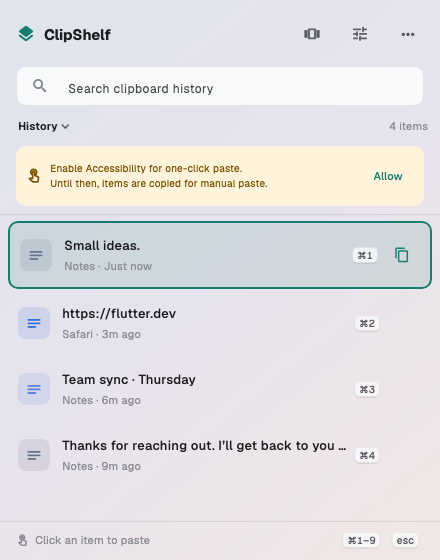 ClipShelf
Search clipboard history
History
4 items
Enable Accessibility for one-click paste.
Until then, items are copied for manual paste.
Allow
Small ideas.
Notes · Just now
⌘1
https://flutter.dev
Safari · 3m ago
⌘2
Team sync · Thursday
Notes · 6m ago
⌘3
Thanks for reaching out. I’ll get back to you …
Notes · 9m ago
⌘4
Click an item to paste
⌘1–9
esc